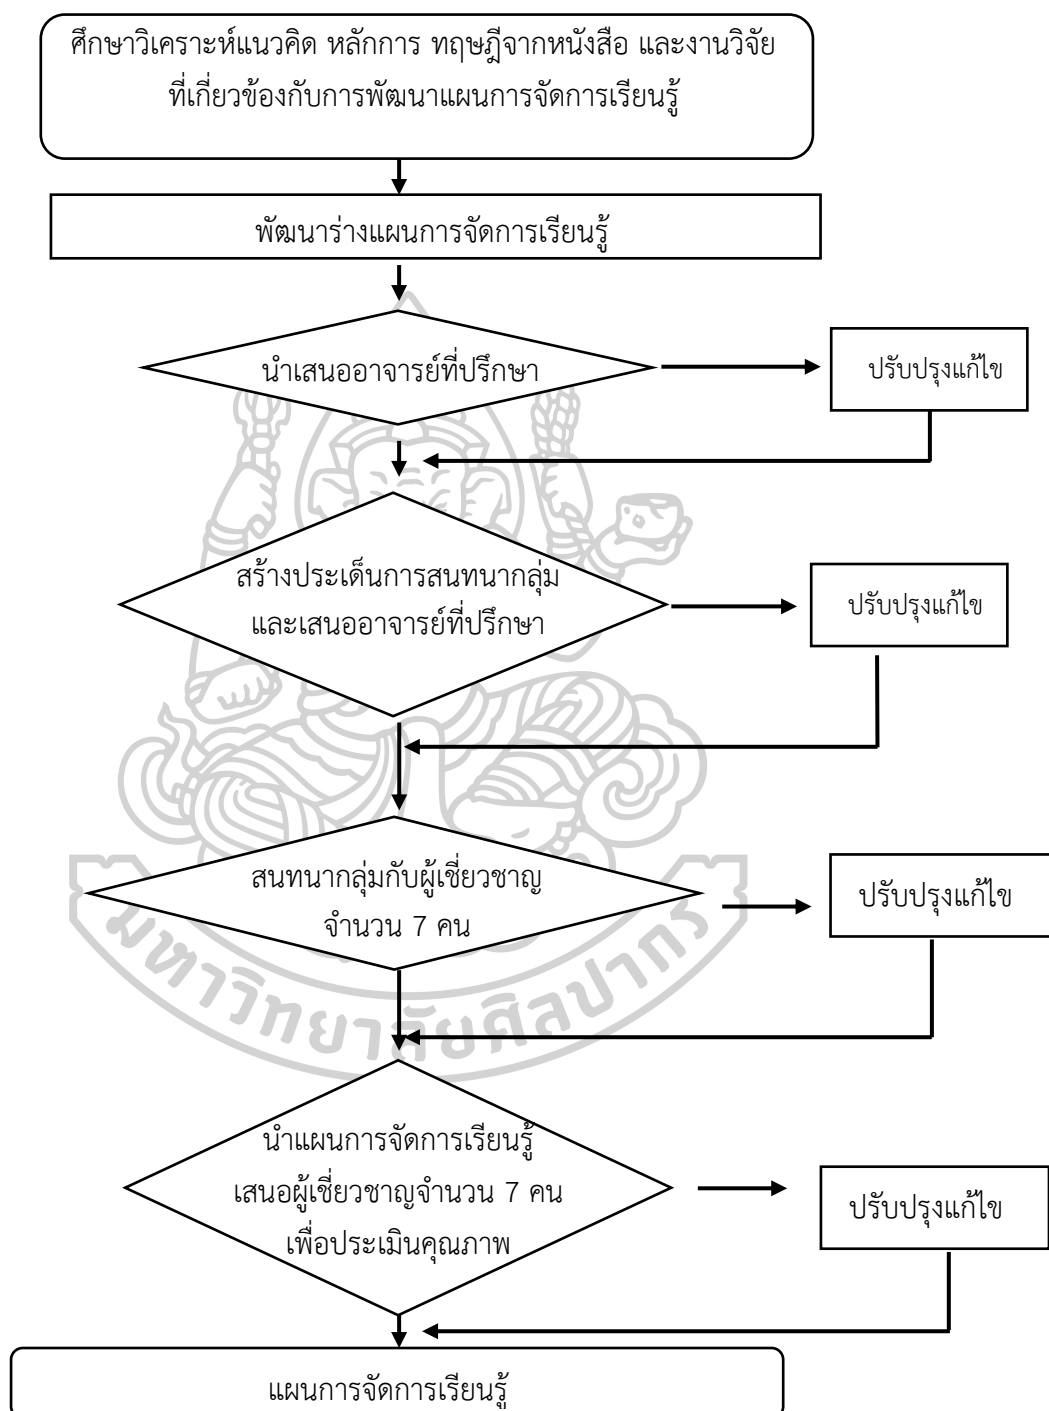 ศึกษาวิเคราะห์แนวคิด หลักการ ทฤษฎีจากหนังสือ และงานวิจัย
ที่เกี่ยวข้องกับการพัฒนาแผนการจัดการเรียนรู้
พัฒนาร่างแผนการจัดการเรียนรู้
นำเสนออาจารย์ที่ปรึกษา
ปรับปรุงแก้ไข
สร้างประเด็นการสนทนากลุ่ม
และเสนออาจารย์ที่ปรึกษา
ปรับปรุงแก้ไข
สนทนากลุ่มกับผู้เชี่ยวชาญ
จำนวน 7 คน
ปรับปรุงแก้ไข
มหาวิทยาลัยศิลปากร
นำแผนการจัดการเรียนรู้
เสนอผู้เชี่ยวชาญจำนวน 7 คน
เพื่อประเมินคุณภาพ
ปรับปรุงแก้ไข
แผนการจัดการเรียนรู้